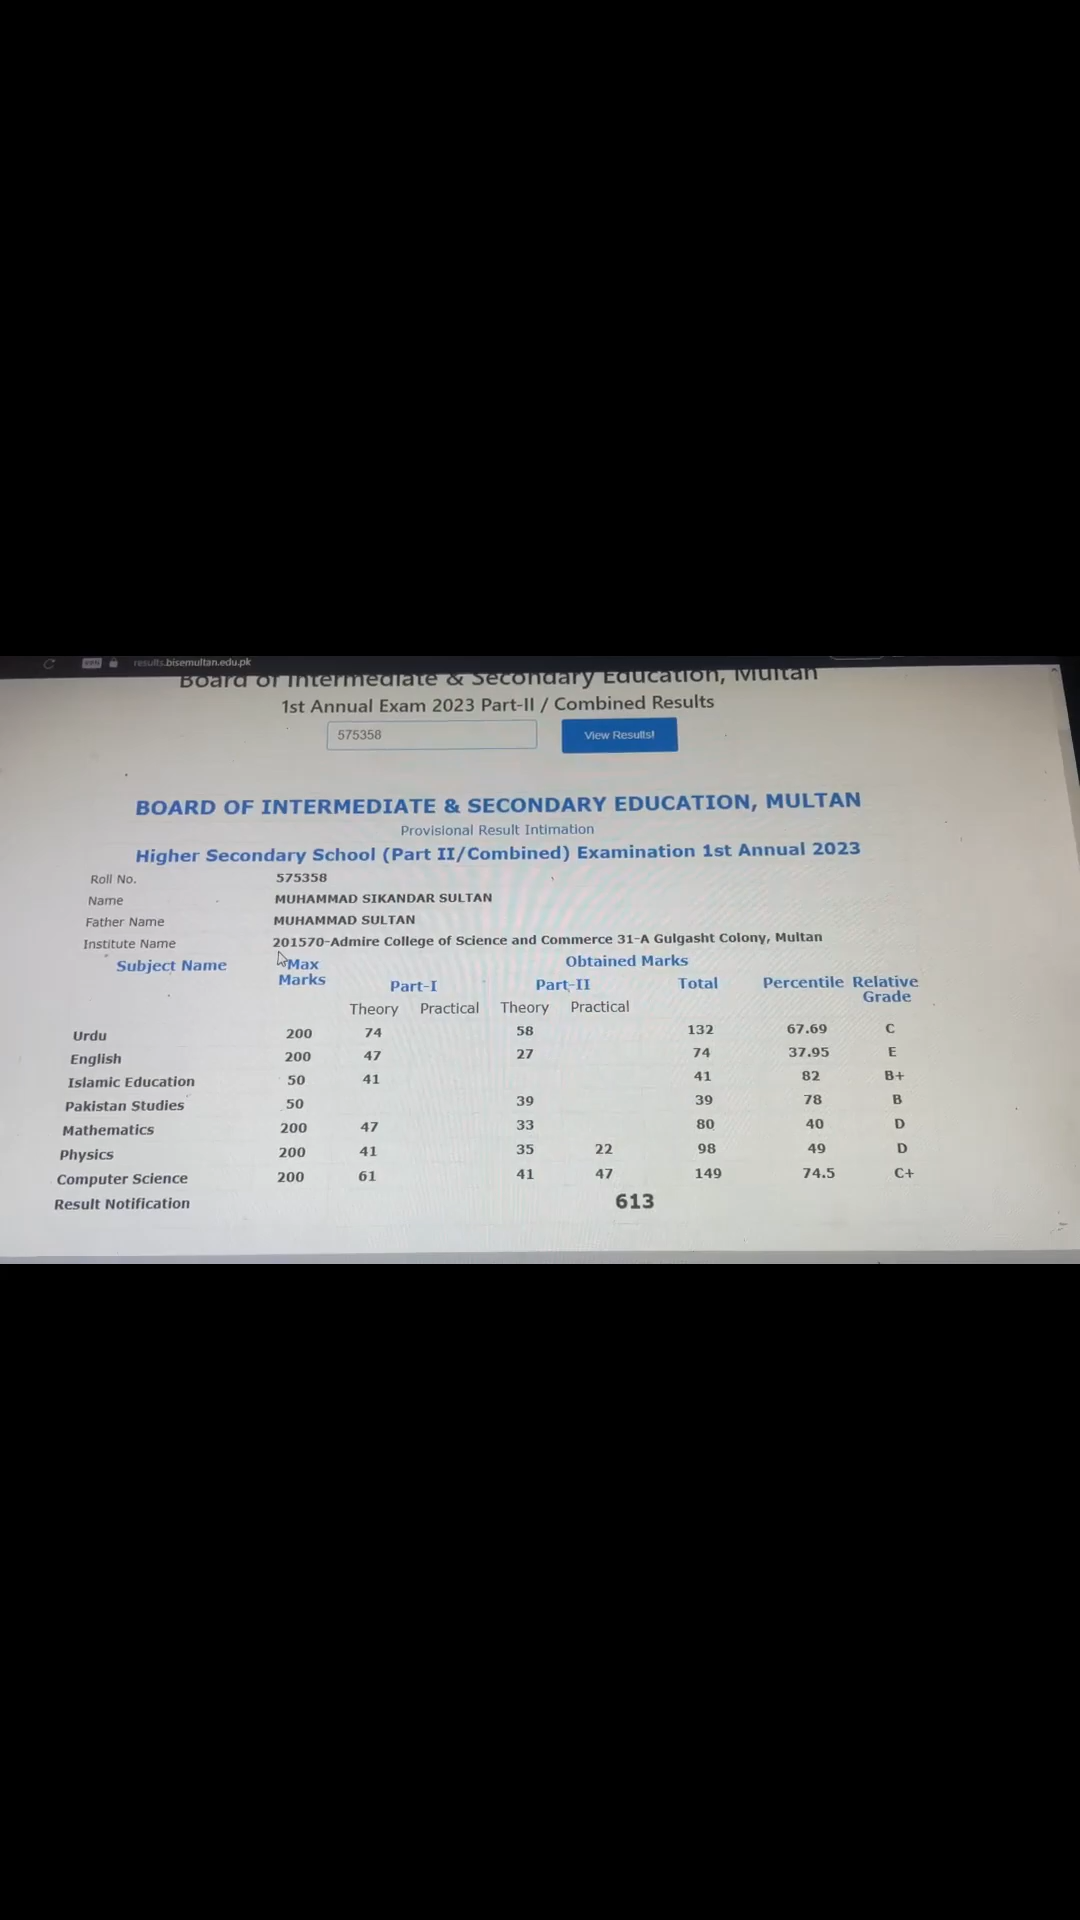 results.bisemultan.edu.pk
Board of Intermediate & Secondary Education, Multan
1st Annual Exam 2023 Part-II / Combined Results
575358 View Results!
BOARD OF INTERMEDIATE & SECONDARY EDUCATION, MULTAN
Provisional Result Intimation
Higher Secondary School (Part II/Combined) Examination 1st Annual 2023
Roll No. 575358
Name MUHAMMAD SIKANDAR SULTAN
Father Name MUHAMMAD SULTAN
Institute Name 201570-Admire College of Science and Commerce 31-A Gulgasht Colony, Multan
Subject Name Max Marks Obtained Marks
Part-I Part-II Total Percentile Relative Grade
Theory Practical Theory Practical
Urdu 200 74 58 132 67.69 C
English 200 47 27 74 37.95 E
Islamic Education 50 41 41 82 B+
Pakistan Studies 50 39 39 78 B
Mathematics 200 47 33 80 40 D
Physics 200 41 35 22 98 49 D
Computer Science 200 61 41 47 149 74.5 C+
Result Notification 613